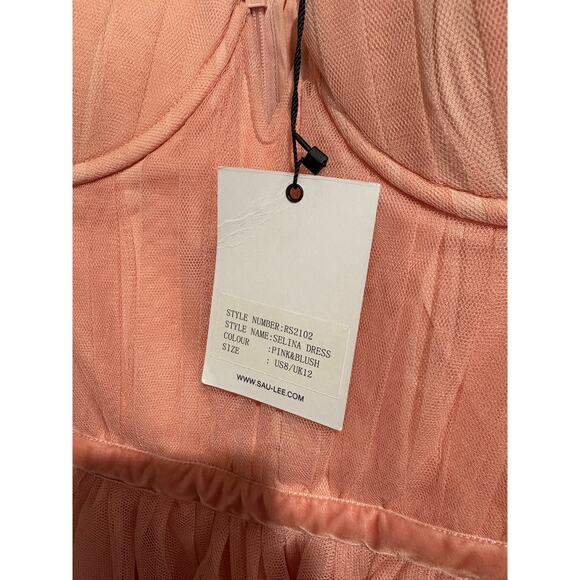 STYLE NUMBER:RS2102
STYLE NAME:SELINA DRESS
COLOUR :PINK&BLUSH
SIZE : US8/UK12
WWW.SAU-LEE.COM